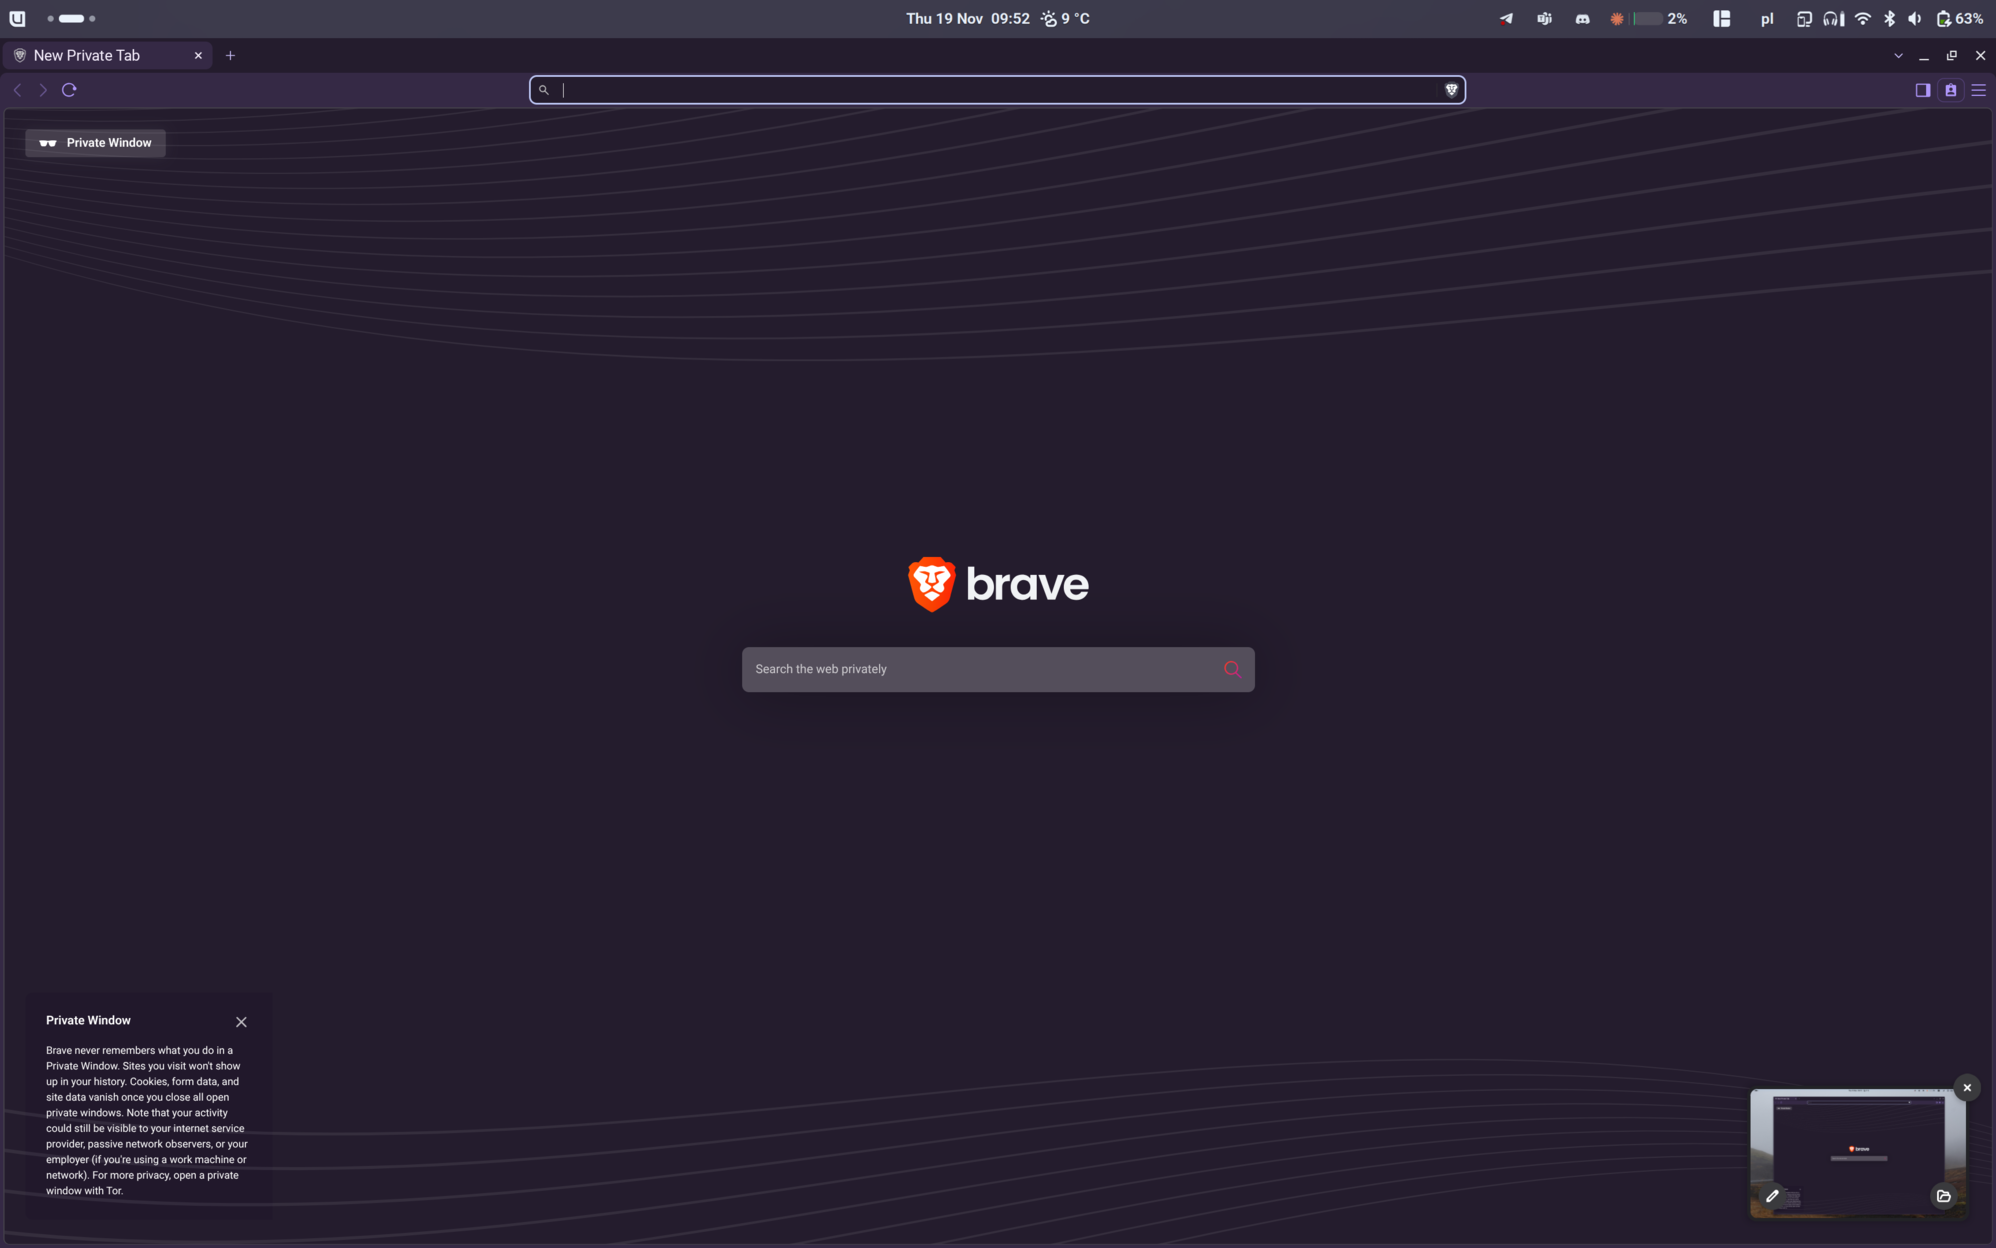 Thu 19 Nov 09:52 9 °C
2% pl 63%
New Private Tab
Private Window
brave
Search the web privately
Private Window
Brave never remembers what you do in a
Private Window. Sites you visit won't show
up in your history. Cookies, form data, and
site data vanish once you close all open
private windows. Note that your activity
could still be visible to your internet service
provider, passive network observers, or your
employer (if you're using a work machine or
network). For more privacy, open a private
window with Tor.
brave